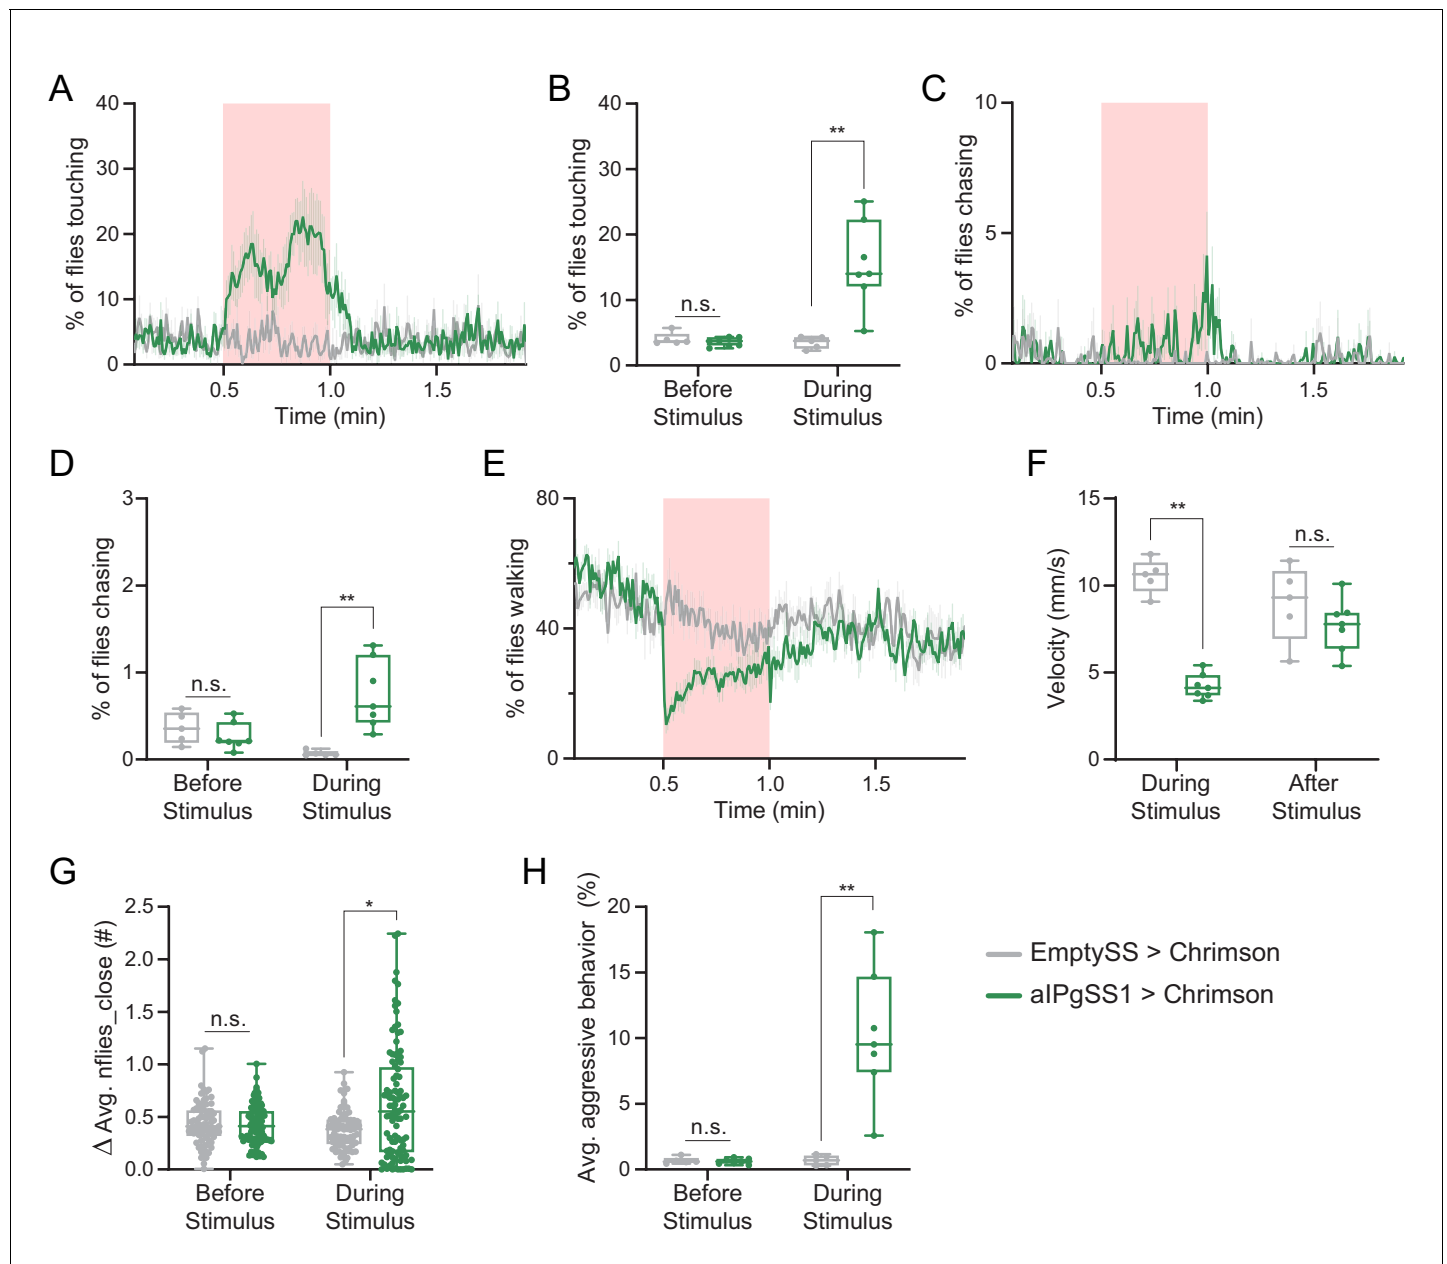 A
% of flies touching
40
30
20
10
0
0.5
1.0
1.5
Time (min)
B
% of flies touching
40
30
20
10
0
n.s.
**
Before
Stimulus
During
Stimulus
C
% of flies chasing
10
5
0
0.5
1.0
1.5
Time (min)
D
% of flies chasing
3
2
1
0
n.s.
**
Before
Stimulus
During
Stimulus
E
% of flies walking
80
40
0
0.5
1.0
1.5
Time (min)
F
Velocity (mm/s)
15
10
5
0
**
n.s.
During
Stimulus
After
Stimulus
G
Δ Avg. nflies_close (#)
2.5
2.0
1.5
1.0
0.5
0.0
n.s.
*
Before
Stimulus
During
Stimulus
H
Avg. aggressive behavior (%)
20
15
10
5
0
n.s.
**
Before
Stimulus
During
Stimulus
EmptySS > Chrimson
aIPgSS1 > Chrimson